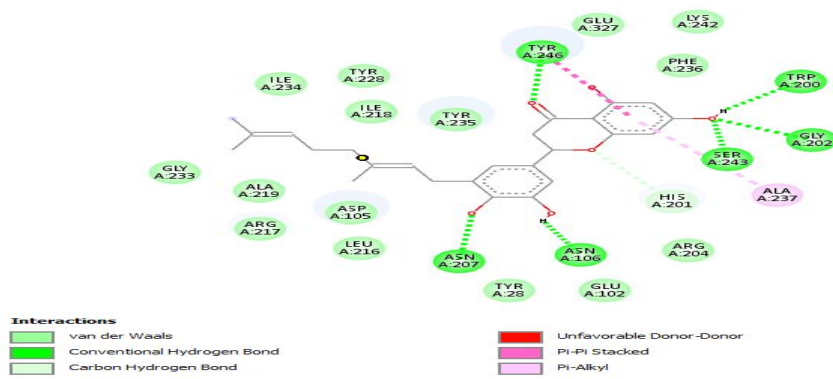 GLU
A:327
LYS
A:242
TYR
A:246
PHE
A:236
TRP
A:200
ILE
A:234
TYR
A:228
ILE
A:218
TYR
A:235
GLY
A:202
SER
A:243
GLY
A:233
ALA
A:219
ASP
A:105
HIS
A:201
ALA
A:237
ARG
A:217
LEU
A:216
ASN
A:207
ASN
A:106
ARG
A:204
TYR
A:28
GLU
A:102
H
H
Interactions
van der Waals
Conventional Hydrogen Bond
Carbon Hydrogen Bond
Unfavorable Donor-Donor
Pi-Pi Stacked
Pi-Alkyl